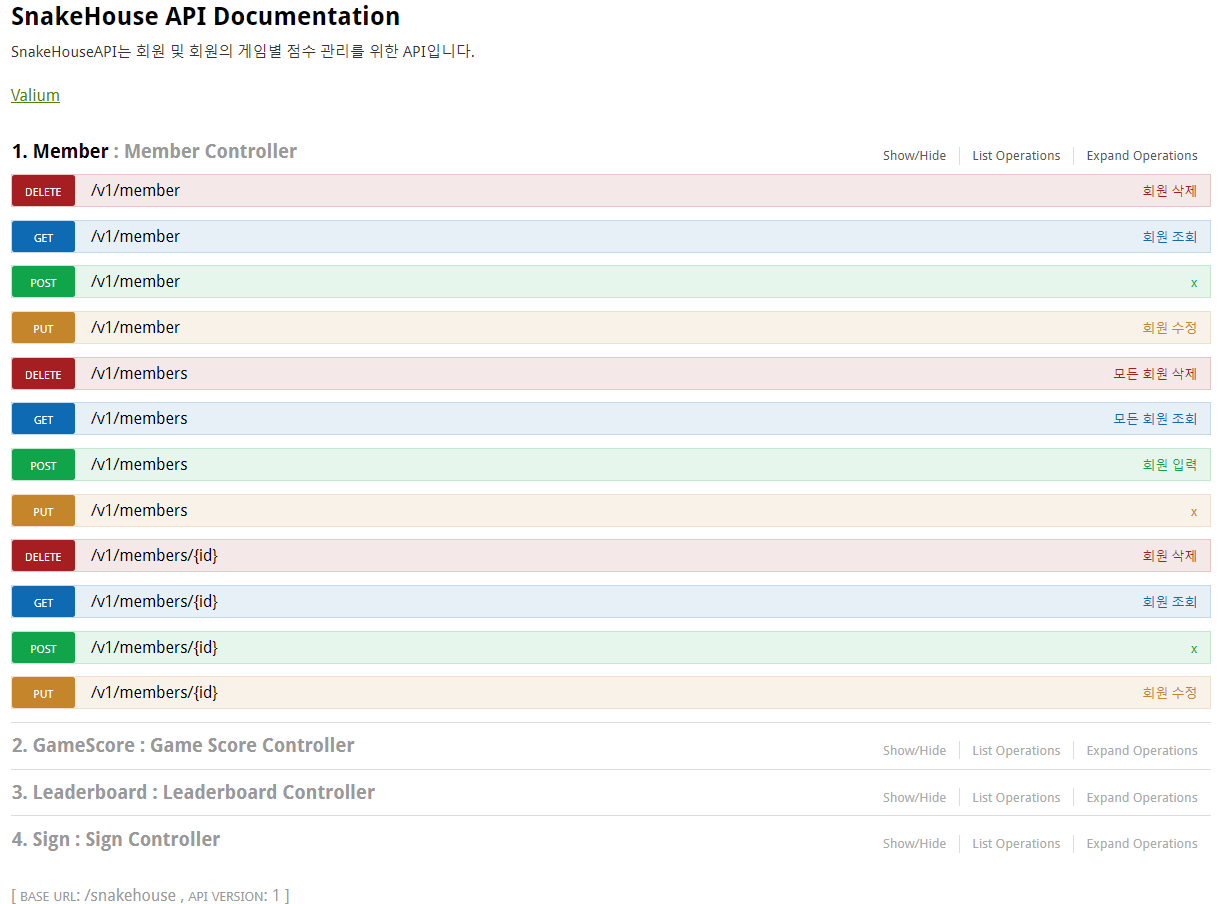 SnakeHouse API Documentation
SnakeHouseAPI는 회원 및 회원의 게임별 점수 관리를 위한 API입니다.
Valium
1. Member : Member Controller Show/Hide List Operations Expand Operations
DELETE /v1/member 회원 삭제
GET /v1/member 회원 조회
POST /v1/member x
PUT /v1/member 회원 수정
DELETE /v1/members 모든 회원 삭제
GET /v1/members 모든 회원 조회
POST /v1/members 회원 입력
PUT /v1/members x
DELETE /v1/members/{id} 회원 삭제
GET /v1/members/{id} 회원 조회
POST /v1/members/{id} x
PUT /v1/members/{id} 회원 수정
2. GameScore : Game Score Controller Show/Hide List Operations Expand Operations
3. Leaderboard : Leaderboard Controller Show/Hide List Operations Expand Operations
4. Sign : Sign Controller Show/Hide List Operations Expand Operations
[ BASE URL: /snakehouse , API VERSION: 1 ]